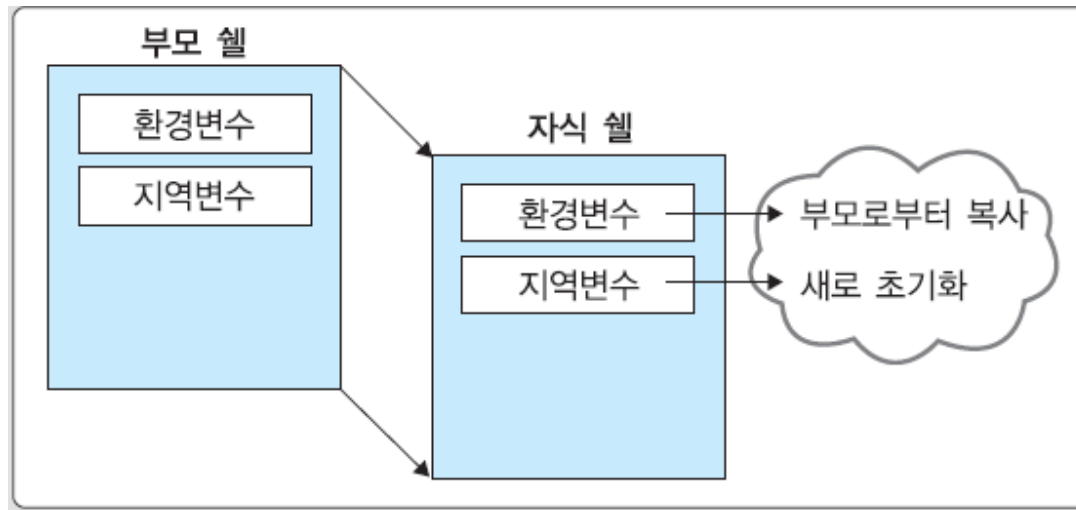 부모 쉘
환경변수
지역변수
자식 쉘
환경변수
지역변수
부모로부터 복사
새로 초기화